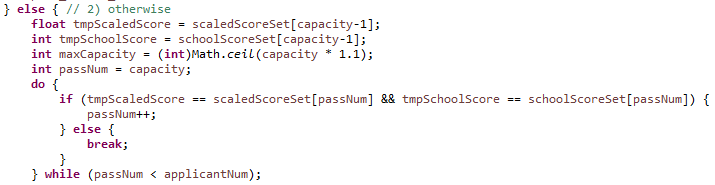 } else { // 2) otherwise
float tmpScaledScore = scaledScoreSet[capacity-1];
int tmpSchoolScore = schoolScoreSet[capacity-1];
int maxCapacity = (int)Math.ceil(capacity * 1.1);
int passNum = capacity;
do {
if (tmpScaledScore == scaledScoreSet[passNum] && tmpSchoolScore == schoolScoreSet[passNum]) {
passNum++;
} else {
break;
}
} while (passNum < applicantNum);